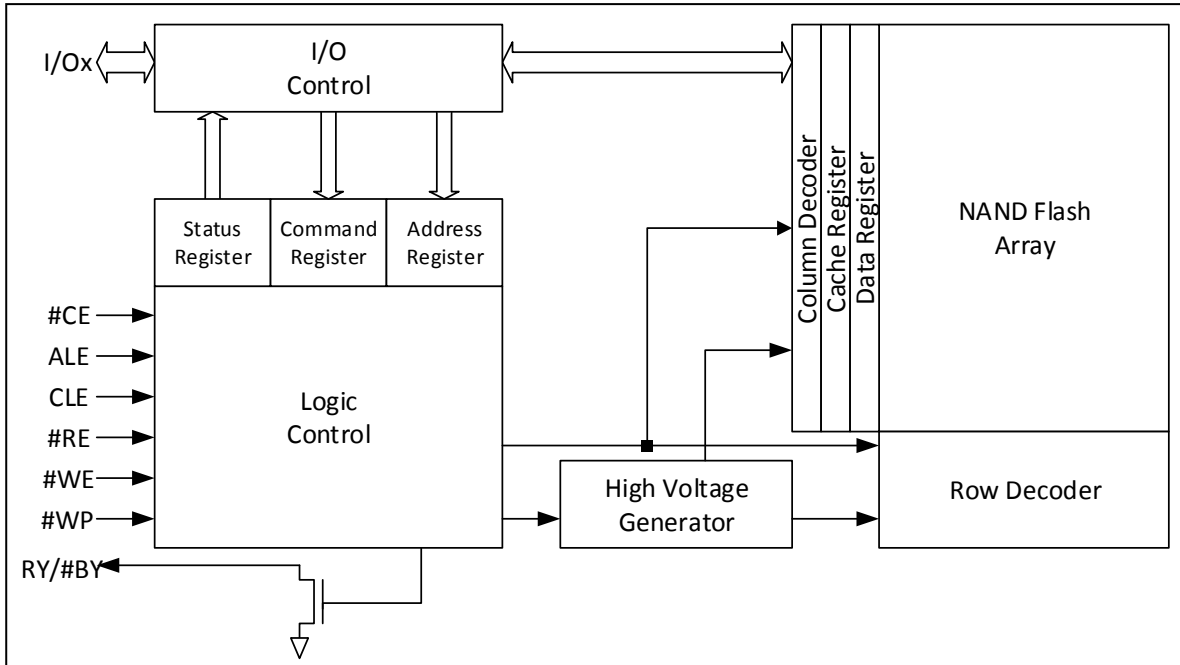 I/Ox
I/O
Control
Status
Register
Command
Register
Address
Register
Column Decoder
Cache Register
Data Register
NAND Flash
Array
#CE
ALE
CLE
#RE
#WE
#WP
RY/#BY
Logic
Control
High Voltage
Generator
Row Decoder